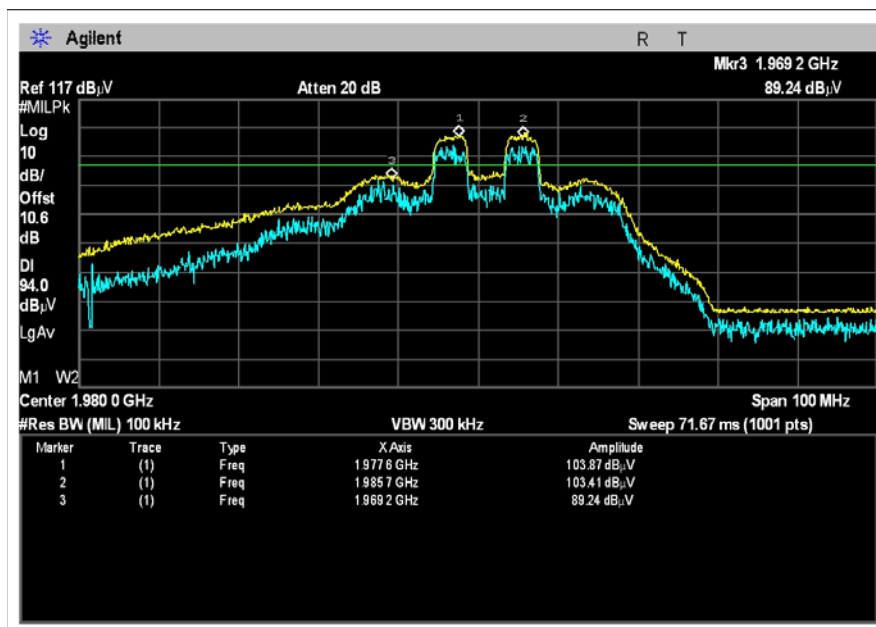 Agilent R T
Mkr3 1.969 2 GHz
Ref 117 dBµV Atten 20 dB 89.24 dBµV
#MILPk
Log
10
dB/
Offst
10.6
dB
DI
94.0
dBµV
LgAv
M1 W2
1
2
3
Center 1.980 0 GHz Span 100 MHz
#Res BW (MIL) 100 kHz VBW 300 kHz Sweep 71.67 ms (1001 pts)
Marker Trace Type X Axis Amplitude
1 (1) Freq 1.977 6 GHz 103.87 dBµV
2 (1) Freq 1.985 7 GHz 103.41 dBµV
3 (1) Freq 1.969 2 GHz 89.24 dBµV